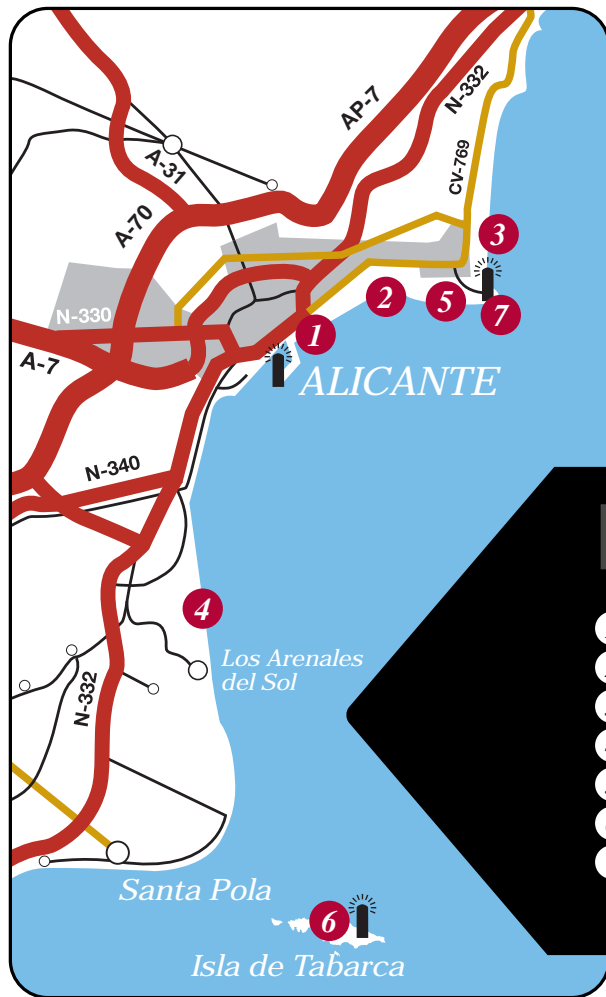 AP-7
N-332
A-31
CV-769
A-70
3
N-330
2
5
7
1
A-7
ALICANTE
N-340
4
Los Arenales
del Sol
N-332
Santa Pola
6
Isla de Tabarca